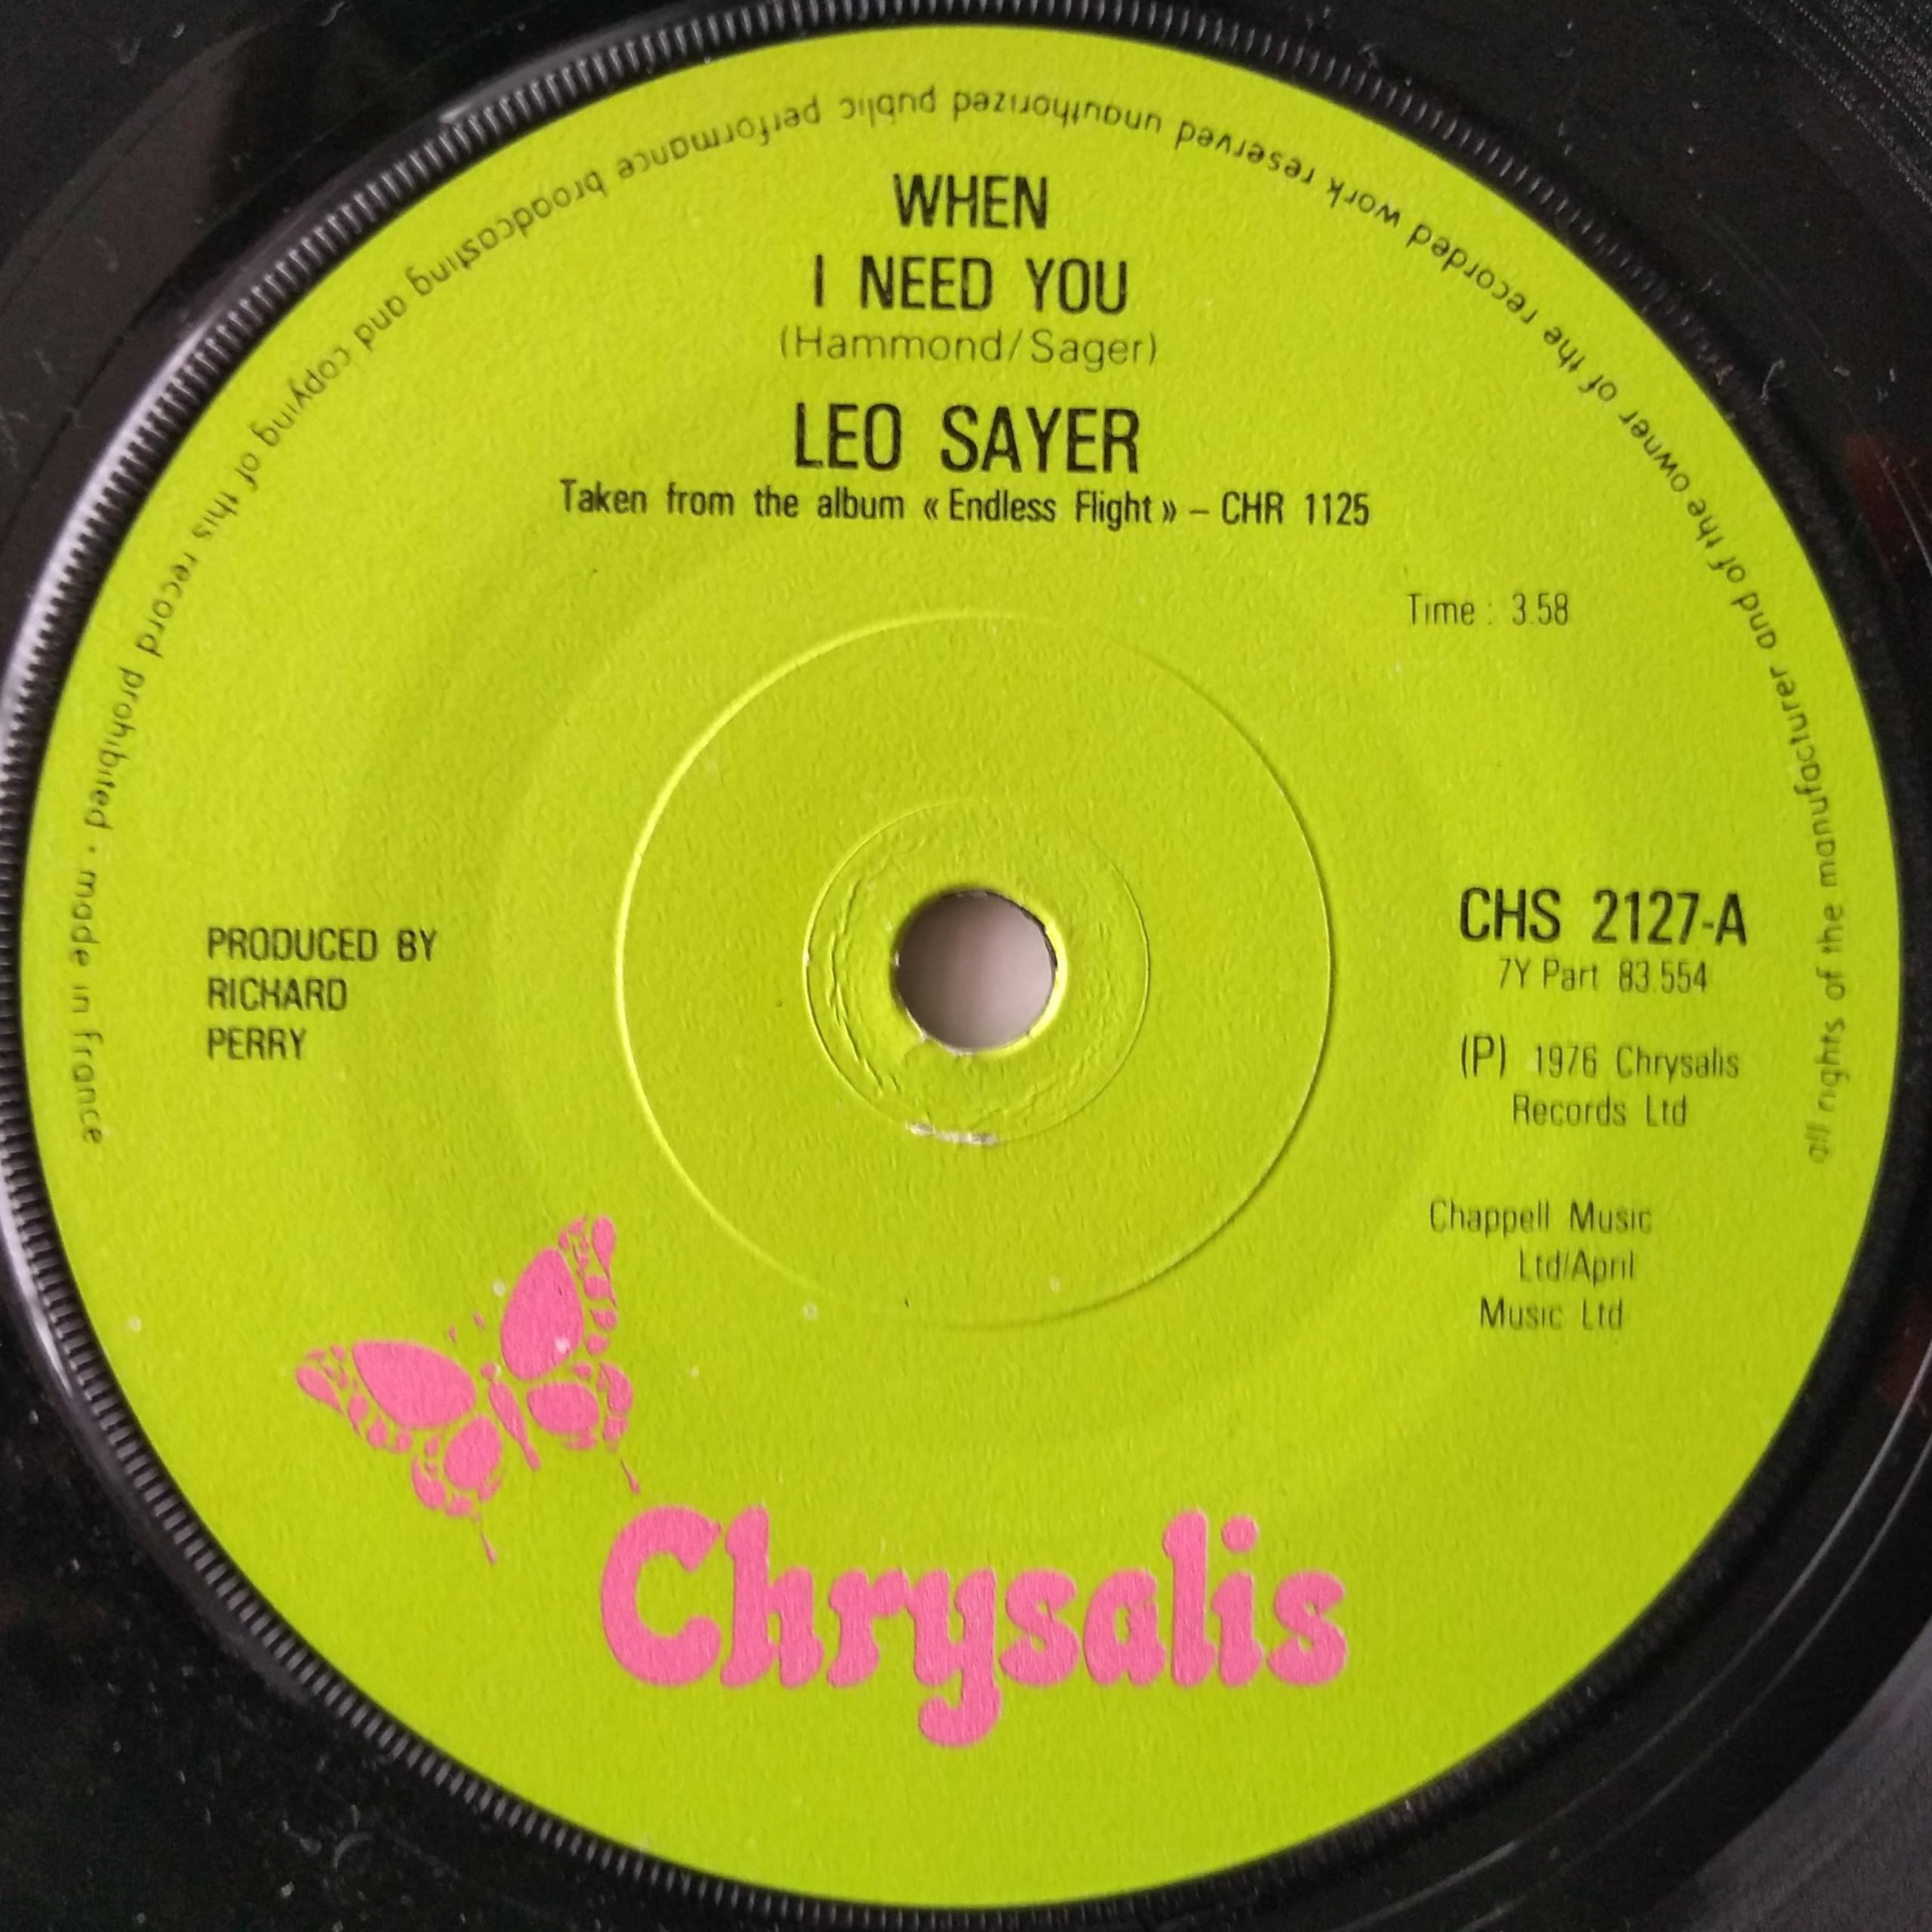 all rights of the manufacturer and of the owner of the recorded work reserved unauthorized public performance broadcasting and copying of this record prohibited • made in france
WHEN
I NEED YOU
(Hammond/Sager)
LEO SAYER
Taken from the album « Endless Flight » – CHR 1125
Time : 3.58
PRODUCED BY
RICHARD
PERRY
CHS 2127-A
7Y Part 83.554
(P) 1976 Chrysalis
Records Ltd
Chappell Music
Ltd/April
Music Ltd
Chrysalis